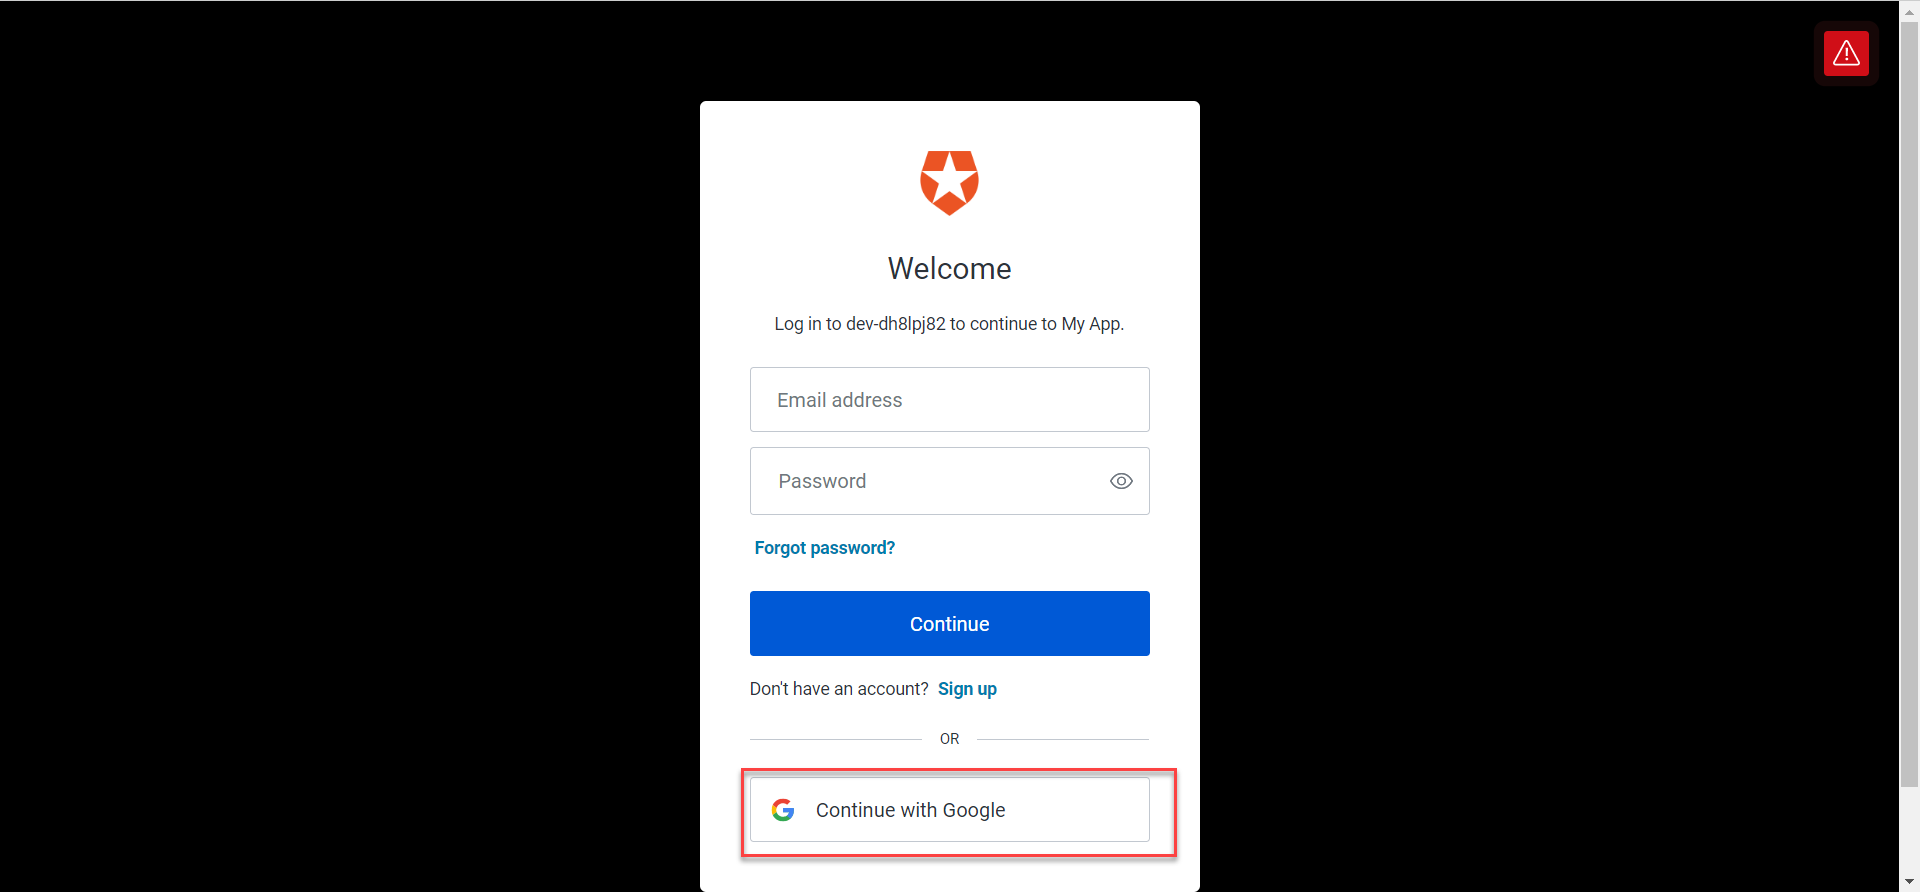 Welcome
Log in to dev-dh8lpj82 to continue to My App.
Email address
Password
Forgot password?
Continue
Don't have an account? Sign up
OR
Continue with Google